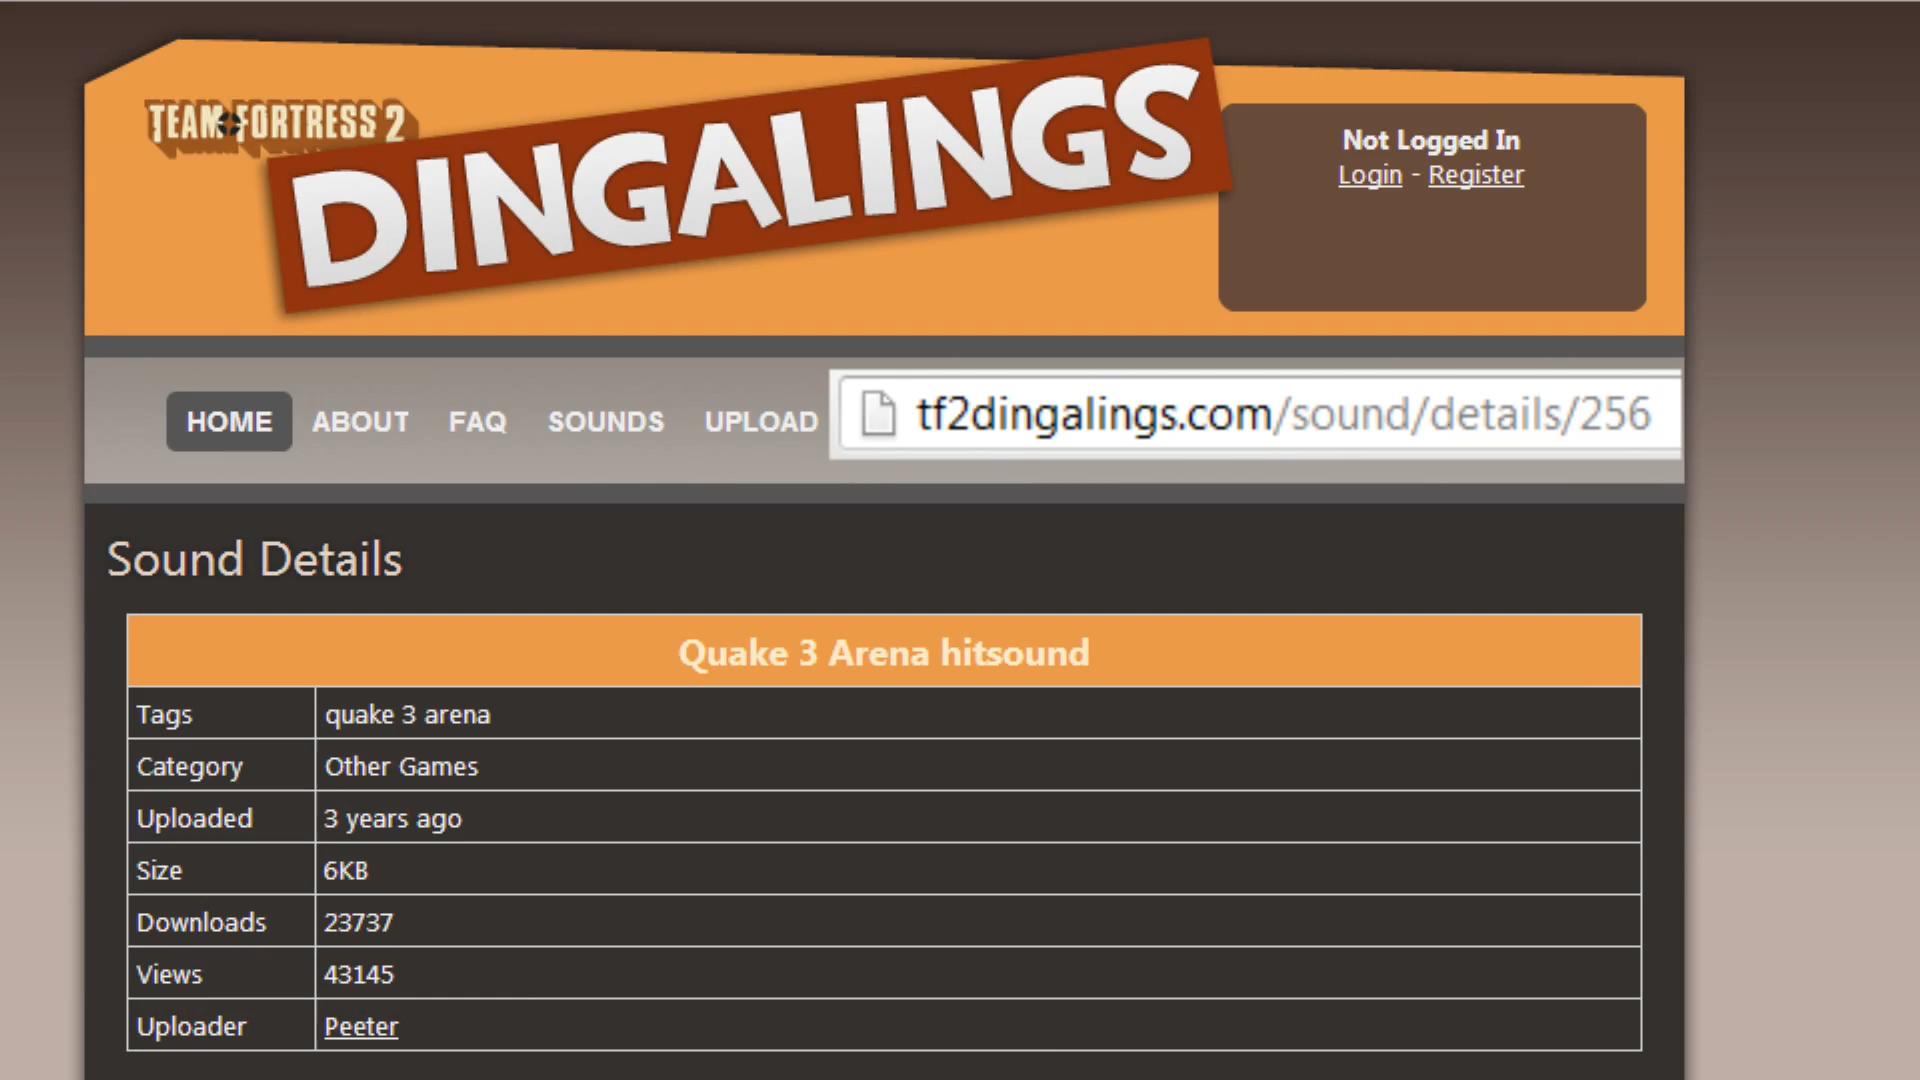 TEAM FORTRESS 2
DINGALINGS
Not Logged In
Login - Register
HOME ABOUT FAQ SOUNDS UPLOAD
tf2dingalings.com/sound/details/256
Sound Details
Quake 3 Arena hitsound
Tags quake 3 arena
Category Other Games
Uploaded 3 years ago
Size 6KB
Downloads 23737
Views 43145
Uploader Peeter